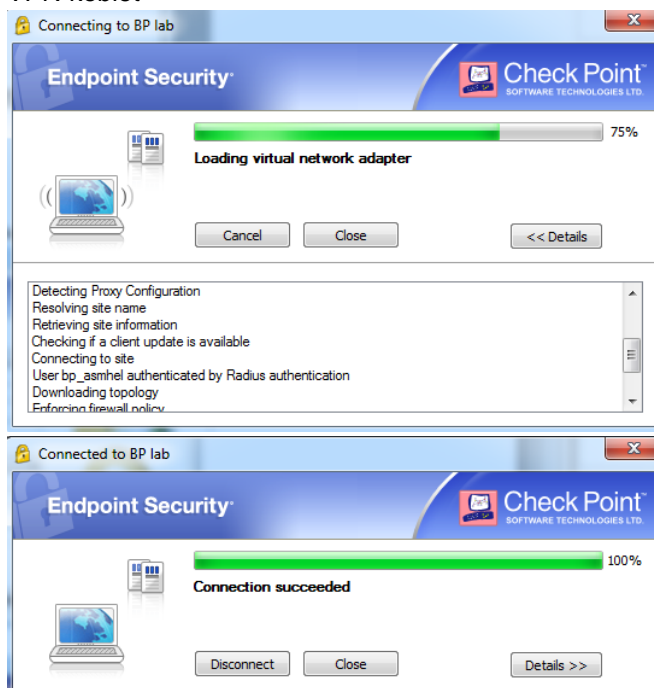 Connecting to BP lab
Endpoint Security
Check Point™
SOFTWARE TECHNOLOGIES LTD.
75%
Loading virtual network adapter
Cancel
Close
<< Details
Detecting Proxy Configuration
Resolving site name
Retrieving site information
Checking if a client update is available
Connecting to site
User bp_asmhel authenticated by Radius authentication
Downloading topology
Enforcing firewall policy
Connected to BP lab
Endpoint Security
Check Point™
SOFTWARE TECHNOLOGIES LTD.
100%
Connection succeeded
Disconnect
Close
Details >>